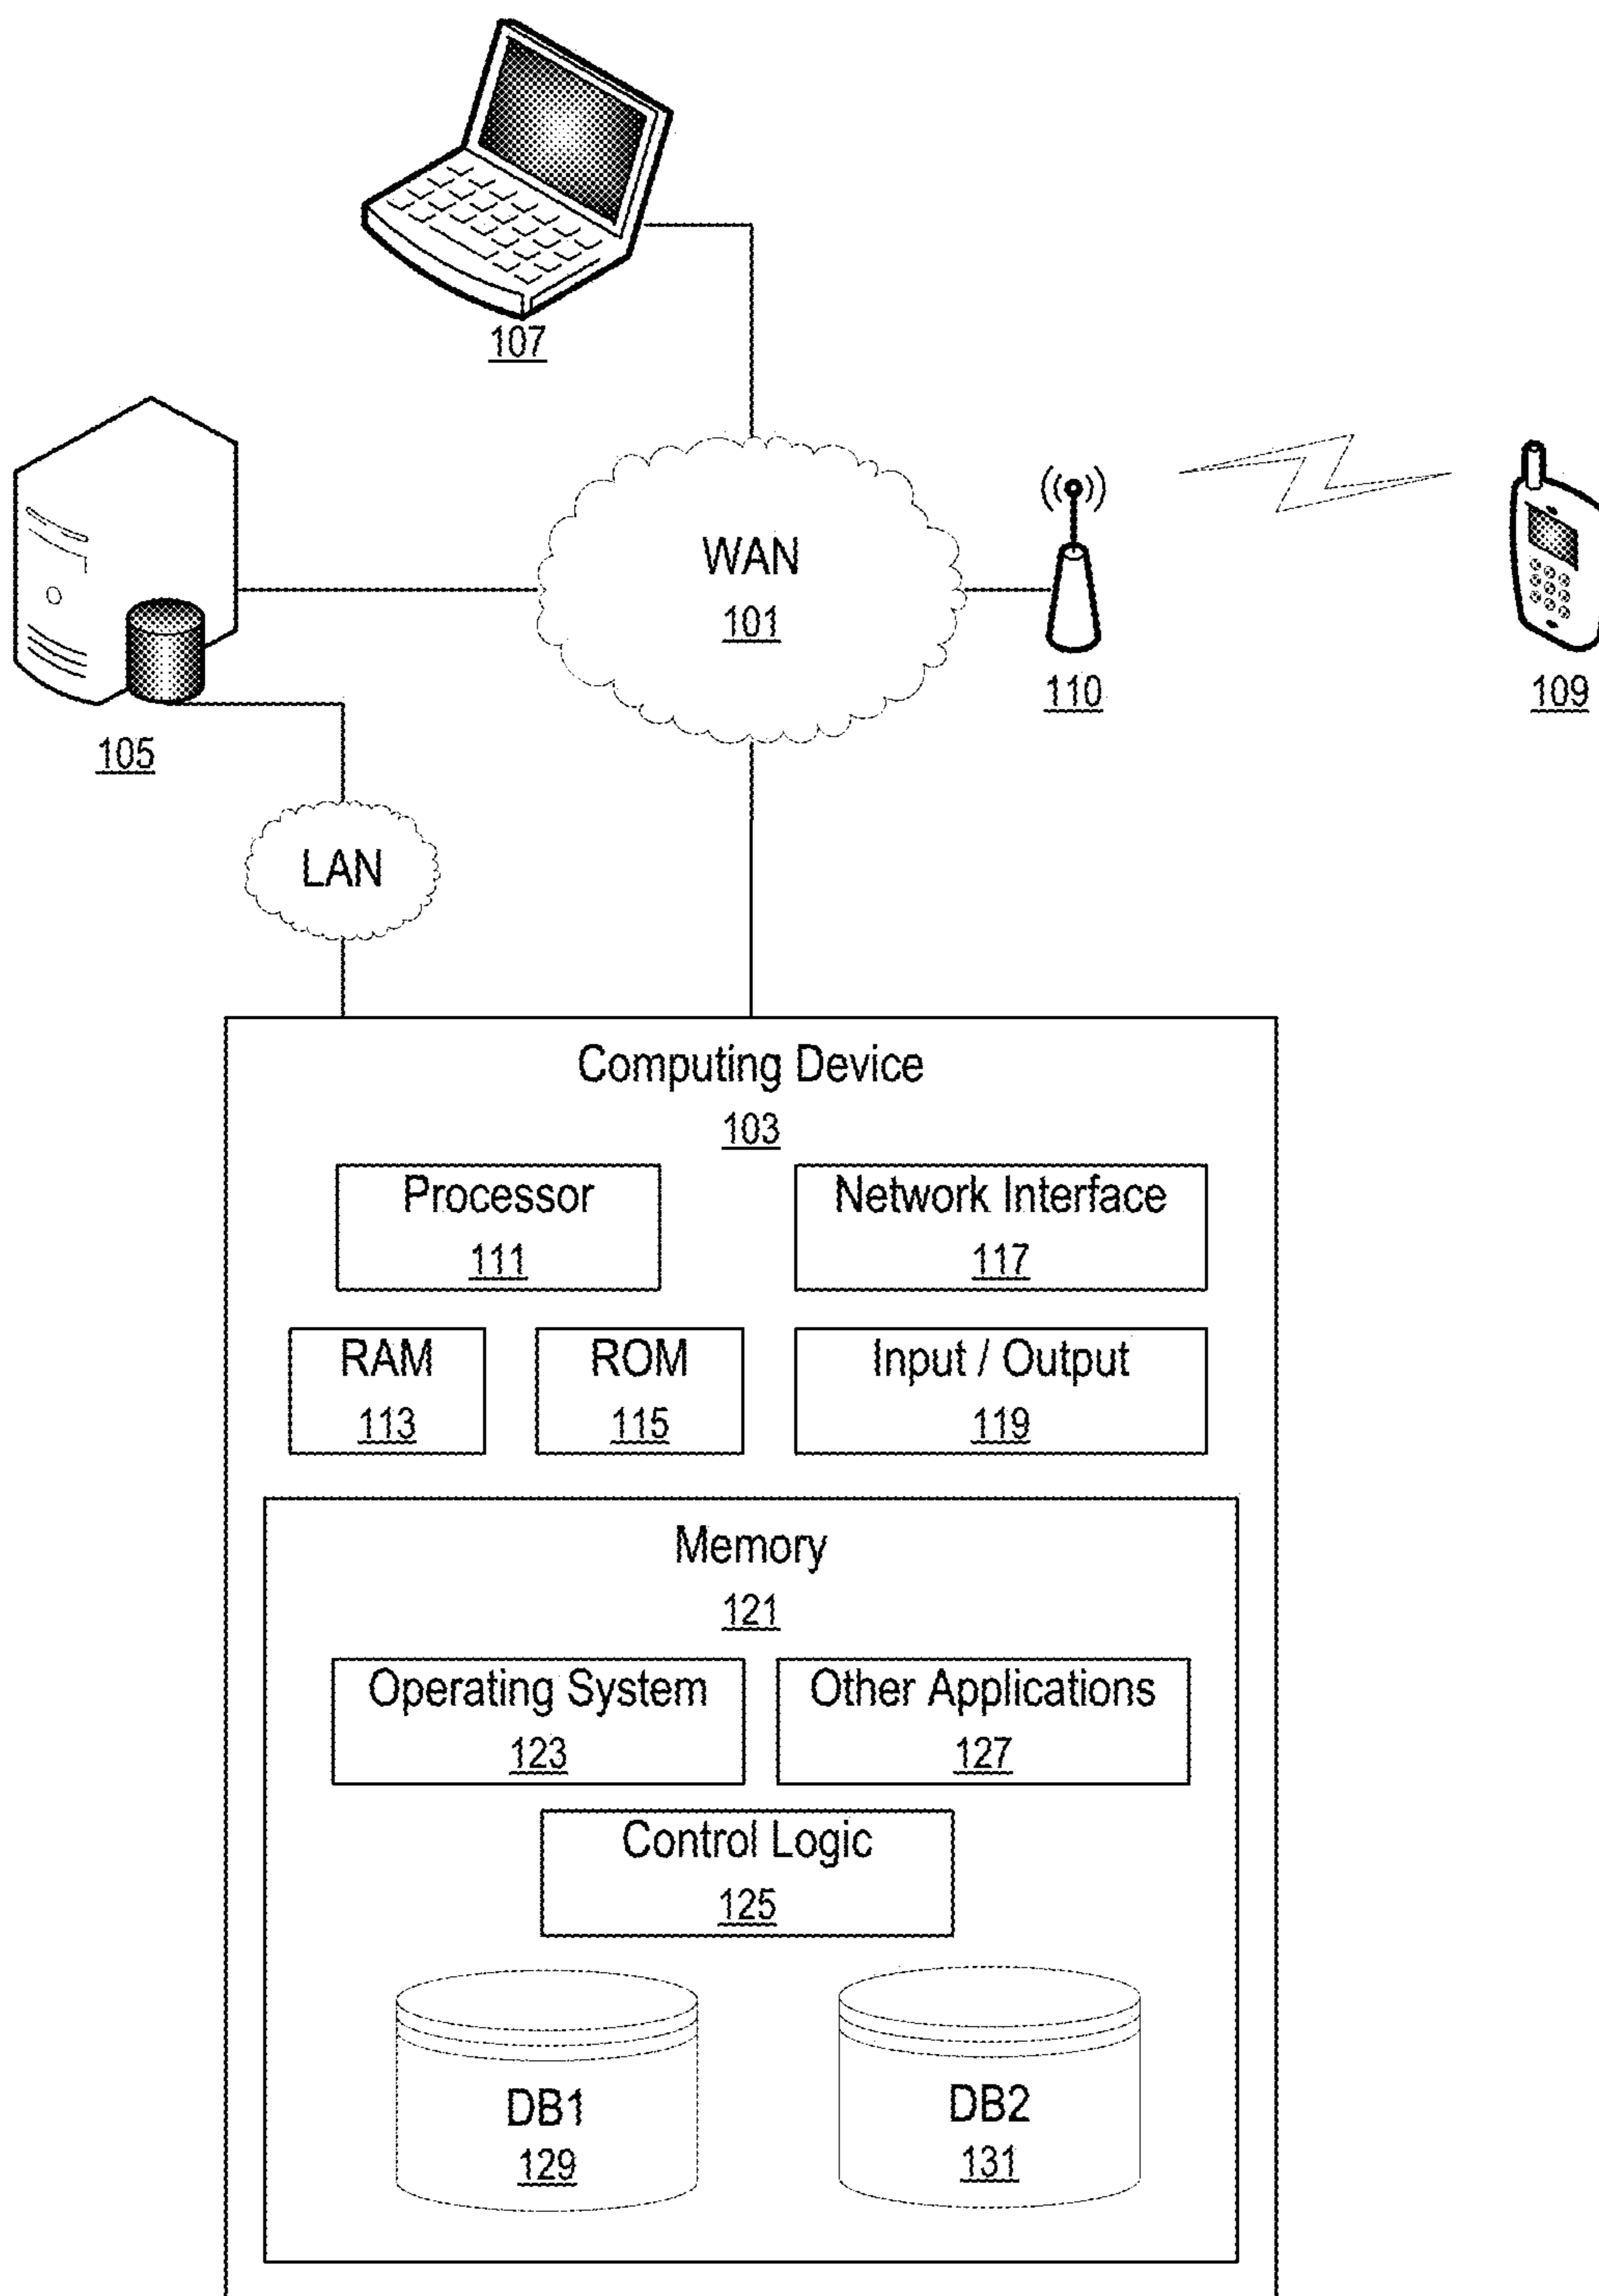 107
WAN
101
110
109
105
LAN
Computing Device
103
Processor
111
Network Interface
117
RAM
113
ROM
115
Input / Output
119
Memory
121
Operating System
123
Other Applications
127
Control Logic
125
DB1
129
DB2
131